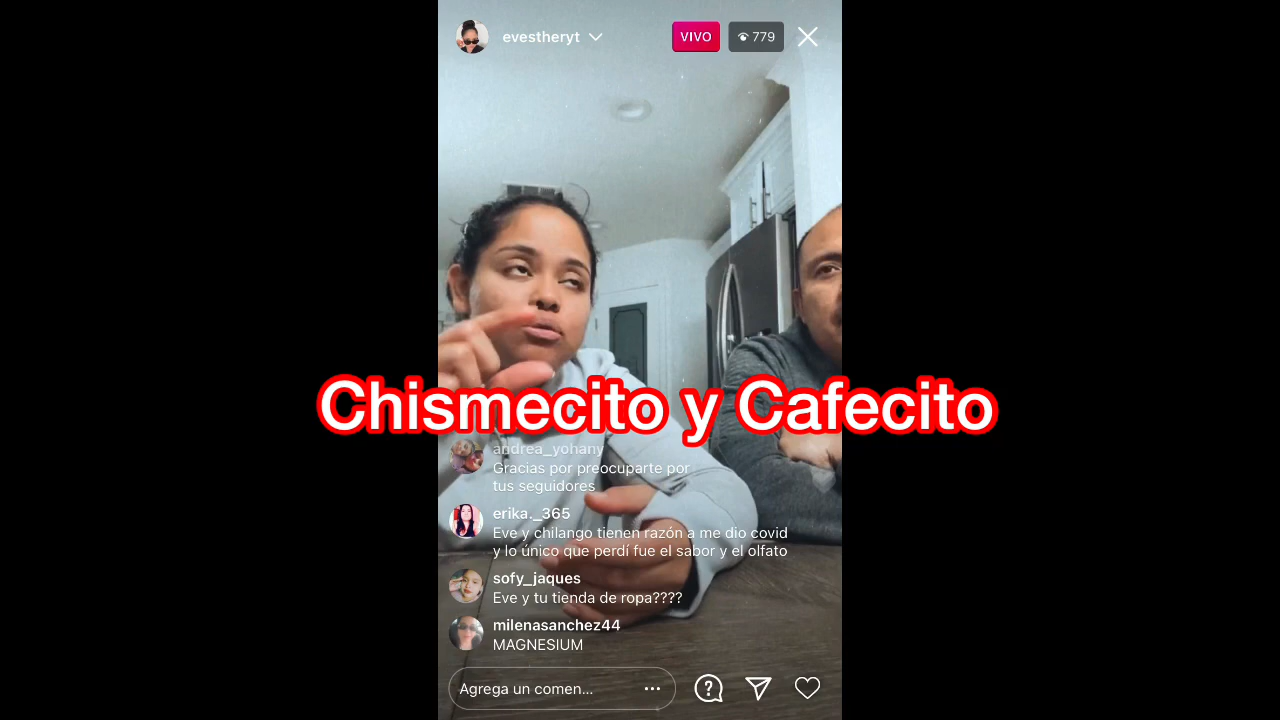 evestheryt
VIVO
779
Chismecito y Cafecito
andrea_yohany
Gracias por preocuparte por
tus seguidores
erika._365
Eve y chilango tienen razón a me dio covid
y lo único que perdí fue el sabor y el olfato
sofy_jaques
Eve y tu tienda de ropa????
milenasanchez44
MAGNESIUM
Agrega un comen...